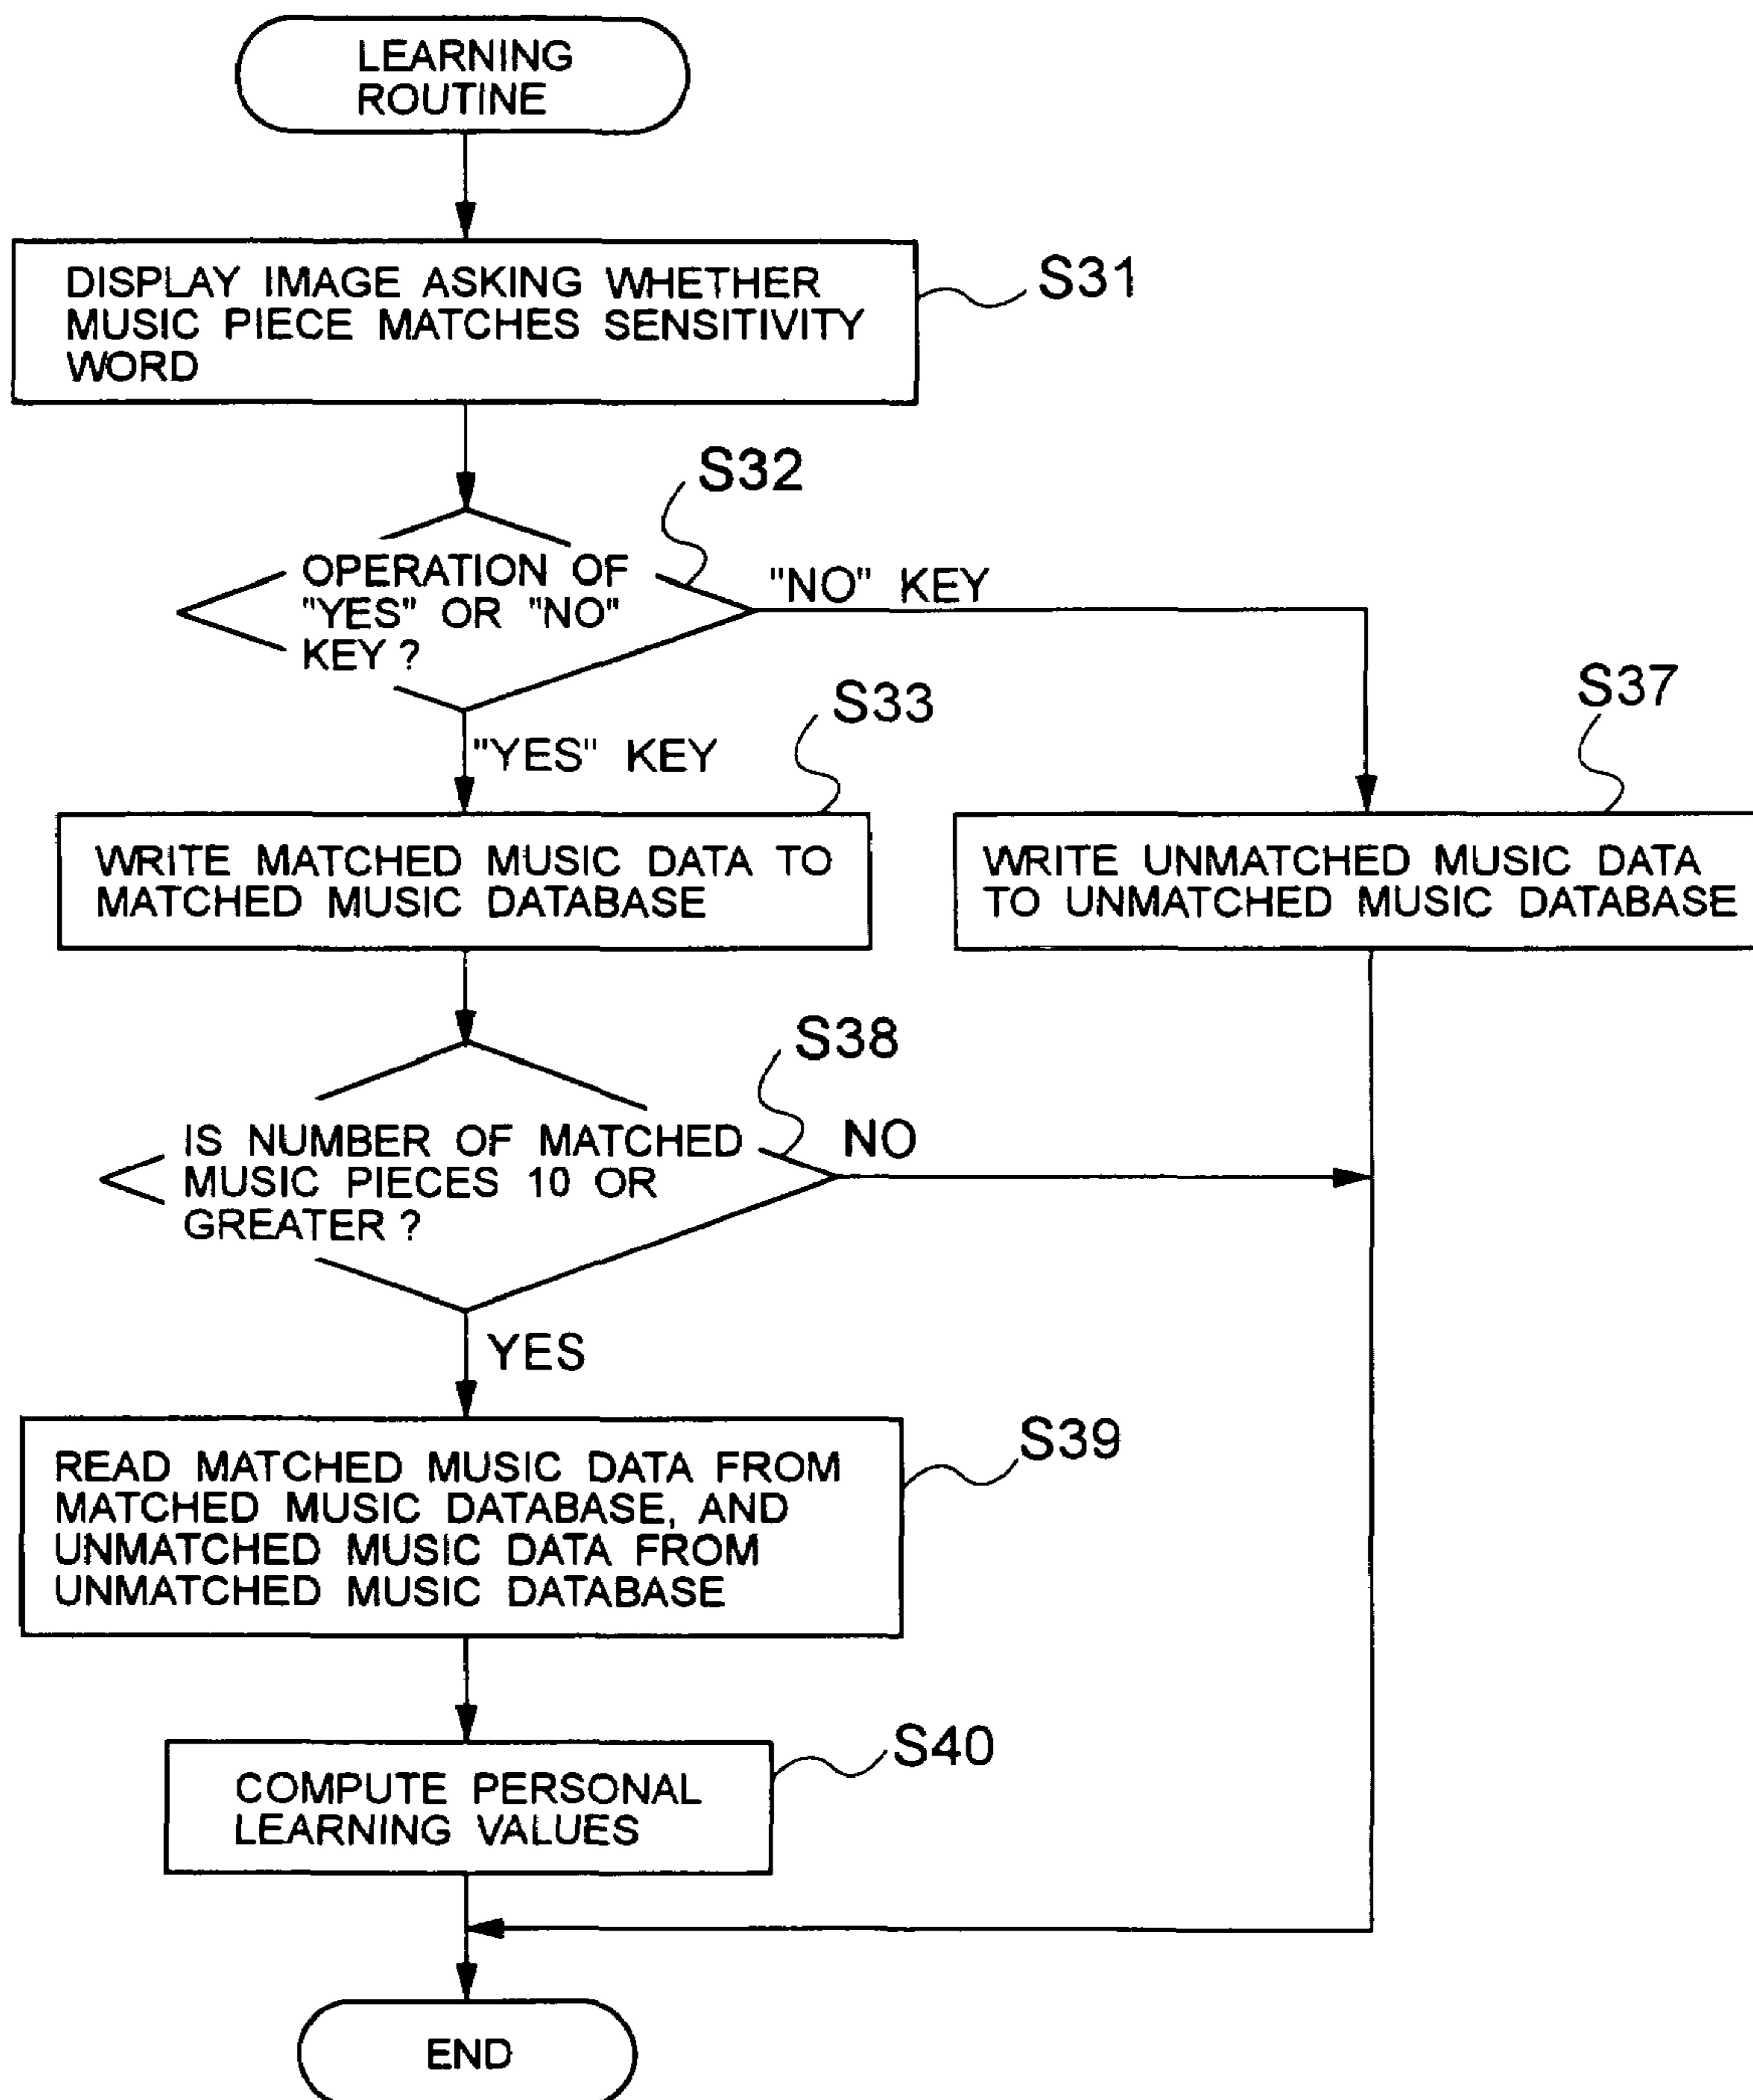 LEARNING
ROUTINE
DISPLAY IMAGE ASKING WHETHER
MUSIC PIECE MATCHES SENSITIVITY
WORD
S31
S32
OPERATION OF
"YES" OR "NO"
KEY ?
"NO" KEY
"YES" KEY
S33
S37
WRITE MATCHED MUSIC DATA TO
MATCHED MUSIC DATABASE
WRITE UNMATCHED MUSIC DATA
TO UNMATCHED MUSIC DATABASE
S38
IS NUMBER OF MATCHED
MUSIC PIECES 10 OR
GREATER ?
NO
YES
S39
READ MATCHED MUSIC DATA FROM
MATCHED MUSIC DATABASE, AND
UNMATCHED MUSIC DATA FROM
UNMATCHED MUSIC DATABASE
S40
COMPUTE PERSONAL
LEARNING VALUES
END